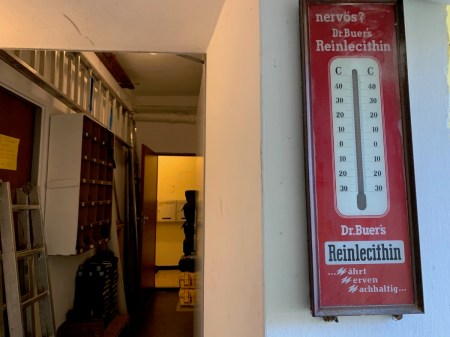 nervös?
Dr. Buer's
Reinlecithin
C C
40 40
30 30
20 20
10 10
0 0
10 10
20 20
30 30
Dr. Buer's
Reinlecithin
...Nährt
Nerven
Nachhaltig...